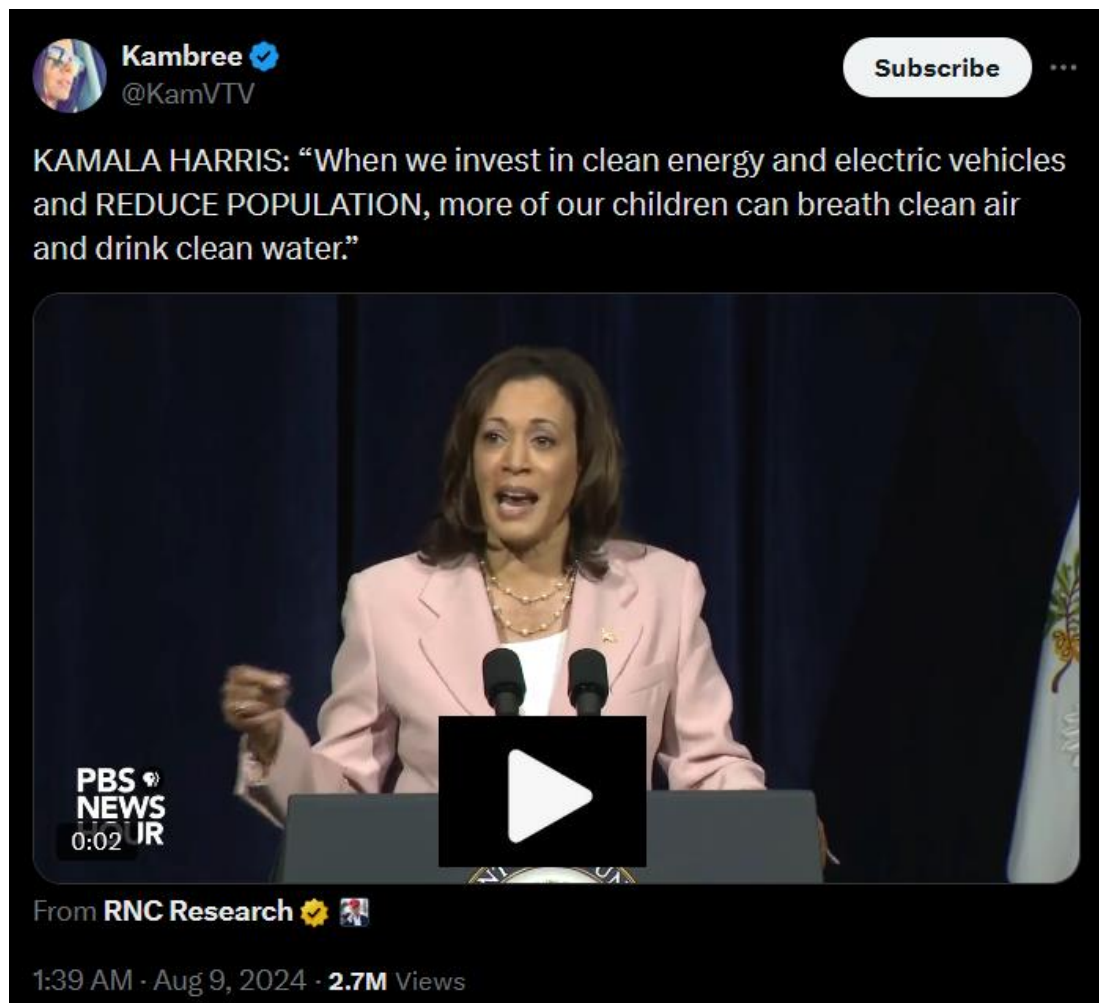 Kambree
@KamVTV
Subscribe
KAMALA HARRIS: “When we invest in clean energy and electric vehicles
and REDUCE POPULATION, more of our children can breath clean air
and drink clean water.”
PBS
NEWS
HOUR
0:02
From RNC Research
1:39 AM · Aug 9, 2024 · 2.7M Views